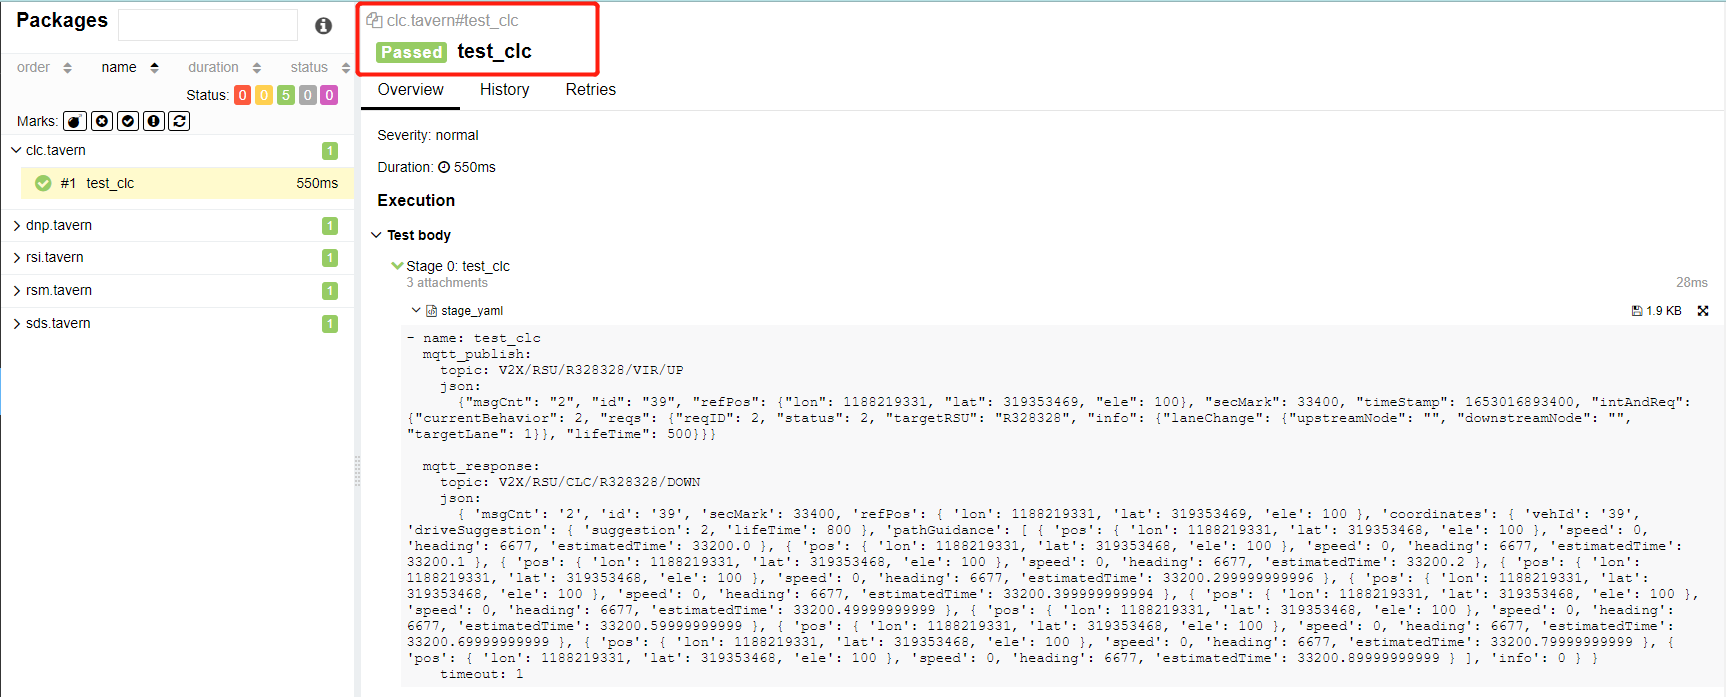 Packages
order name duration status
Status: 0 0 5 0 0
Marks:
clc.tavern 1
#1 test_clc 550ms
dnp.tavern 1
rsi.tavern 1
rsm.tavern 1
sds.tavern 1
clc.tavern#test_clc
Passed test_clc
Overview History Retries
Severity: normal
Duration: 550ms
Execution
Test body
Stage 0: test_clc
3 attachments 28ms
stage_yaml 1.9 KB
- name: test_clc
mqtt_publish:
topic: V2X/RSU/R328328/VIR/UP
json:
{"msgCnt": "2", "id": "39", "refPos": {"lon": 1188219331, "lat": 319353469, "ele": 100}, "secMark": 33400, "timeStamp": 1653016893400, "intAndReq":
{"currentBehavior": 2, "reqs": {"reqID": 2, "status": 2, "targetRSU": "R328328", "info": {"laneChange": {"upstreamNode": "", "downstreamNode": "",
"targetLane": 1}}, "lifeTime": 500}}}
mqtt_response:
topic: V2X/RSU/CLC/R328328/DOWN
json:
{ 'msgCnt': '2', 'id': '39', 'secMark': 33400, 'refPos': { 'lon': 1188219331, 'lat': 319353469, 'ele': 100 }, 'coordinates': { 'vehId': '39',
'driveSuggestion': { 'suggestion': 2, 'lifeTime': 800 }, 'pathGuidance': [ { 'pos': { 'lon': 1188219331, 'lat': 319353468, 'ele': 100 }, 'speed': 0,
'heading': 6677, 'estimatedTime': 33200.0 }, { 'pos': { 'lon': 1188219331, 'lat': 319353468, 'ele': 100 }, 'speed': 0, 'heading': 6677, 'estimatedTime':
33200.1 }, { 'pos': { 'lon': 1188219331, 'lat': 319353468, 'ele': 100 }, 'speed': 0, 'heading': 6677, 'estimatedTime': 33200.2 }, { 'pos': { 'lon':
1188219331, 'lat': 319353468, 'ele': 100 }, 'speed': 0, 'heading': 6677, 'estimatedTime': 33200.299999999996 }, { 'pos': { 'lon': 1188219331, 'lat':
319353468, 'ele': 100 }, 'speed': 0, 'heading': 6677, 'estimatedTime': 33200.399999999994 }, { 'pos': { 'lon': 1188219331, 'lat': 319353468, 'ele': 100 },
'speed': 0, 'heading': 6677, 'estimatedTime': 33200.49999999999 }, { 'pos': { 'lon': 1188219331, 'lat': 319353468, 'ele': 100 }, 'speed': 0, 'heading':
6677, 'estimatedTime': 33200.59999999999 }, { 'pos': { 'lon': 1188219331, 'lat': 319353468, 'ele': 100 }, 'speed': 0, 'heading': 6677, 'estimatedTime':
33200.69999999999 }, { 'pos': { 'lon': 1188219331, 'lat': 319353468, 'ele': 100 }, 'speed': 0, 'heading': 6677, 'estimatedTime': 33200.79999999999 }, {
'pos': { 'lon': 1188219331, 'lat': 319353468, 'ele': 100 }, 'speed': 0, 'heading': 6677, 'estimatedTime': 33200.89999999999 } ], 'info': 0 } }
timeout: 1